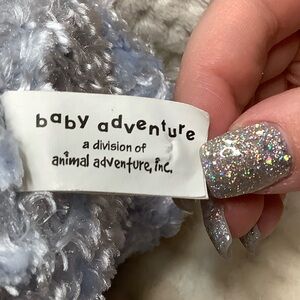 baby adventure
a division of
animal adventure, inc.